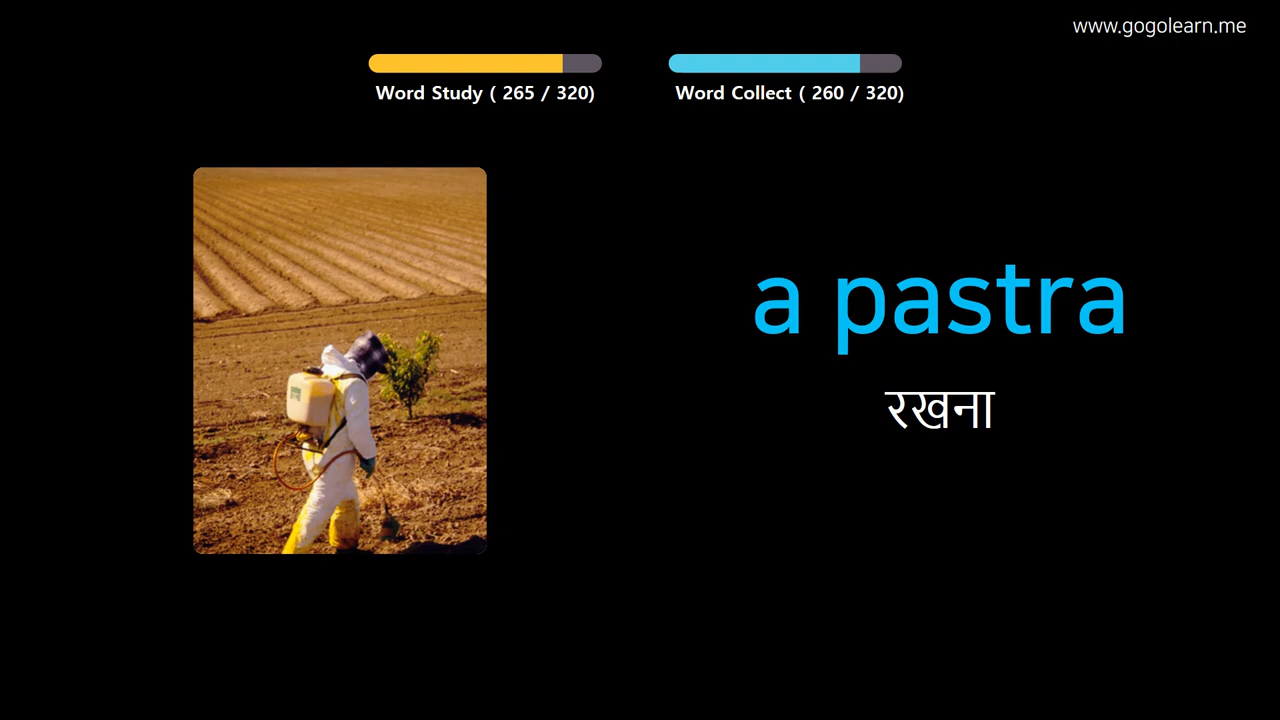 www.gogolearn.me
Word Study ( 265 / 320)
Word Collect ( 260 / 320)
a pastra
रखना